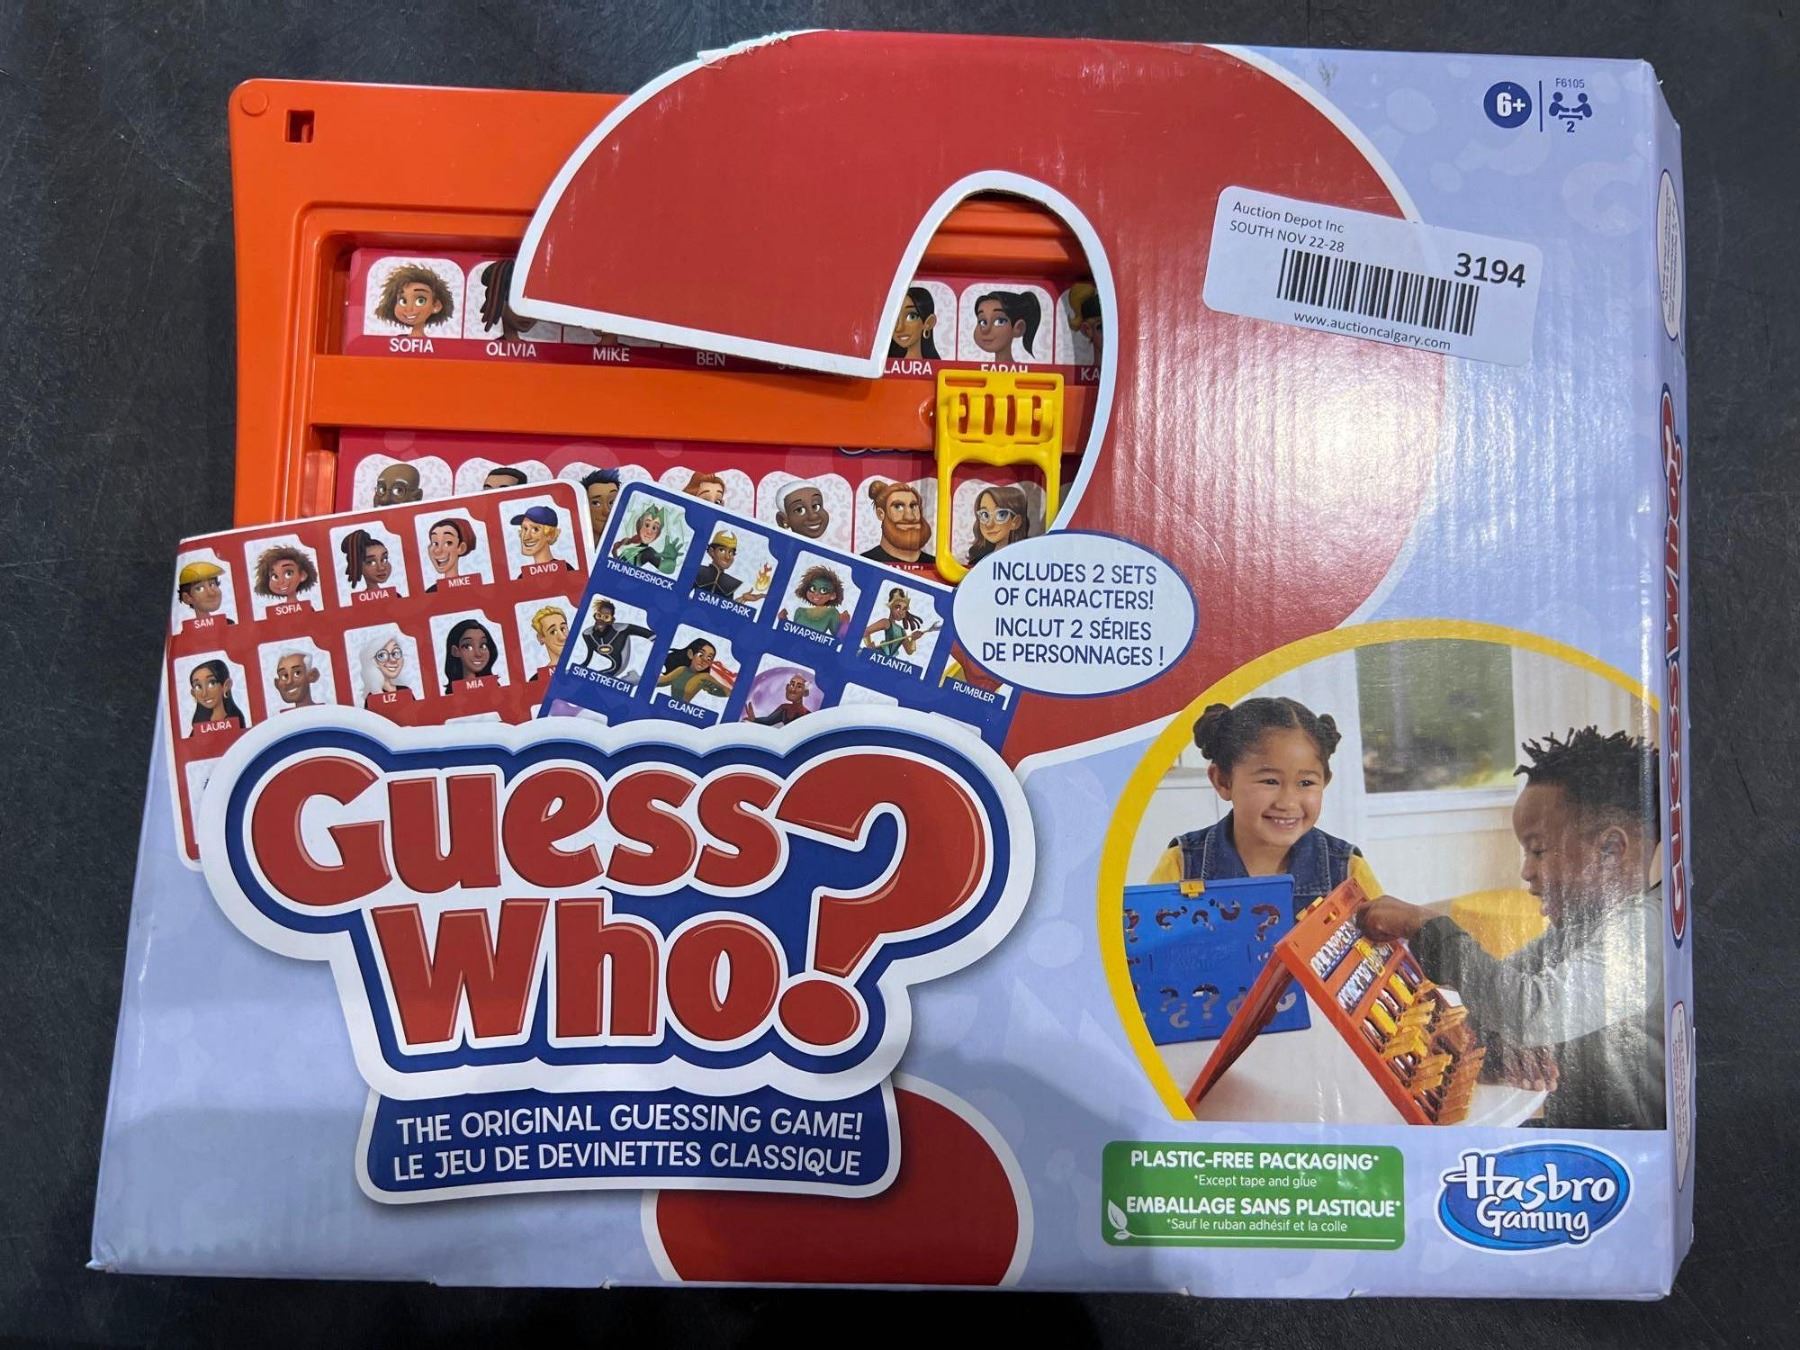 F6105
6+
2
Auction Depot Inc
SOUTH NOV 22-28
3194
www.auctioncalgary.com
SOFIA
OLIVIA
MIKE
BEN
LAURA
FARAH
KA
SAM
SOFIA
OLIVIA
MIKE
DAVID
LAURA
LIZ
MIA
THUNDERSHOCK
SAM SPARK
SWAPSHIFT
ATLANTIA
RUMBLER
SIR STRETCH
GLANCE
INCLUDES 2 SETS
OF CHARACTERS!
INCLUT 2 SÉRIES
DE PERSONNAGES !
Guess
Who?
THE ORIGINAL GUESSING GAME!
LE JEU DE DEVINETTES CLASSIQUE
PLASTIC-FREE PACKAGING*
*Except tape and glue
EMBALLAGE SANS PLASTIQUE*
*Sauf le ruban adhésif et la colle
Hasbro
Gaming
Guess Who?